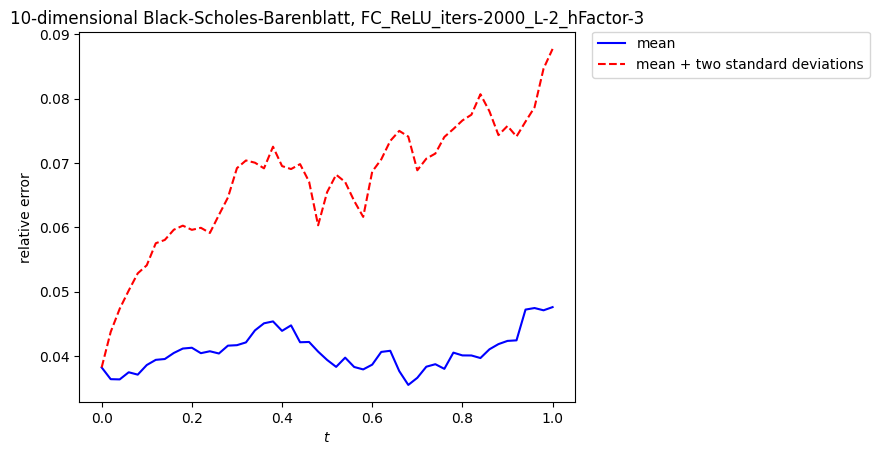 10-dimensional Black-Scholes-Barenblatt, FC_ReLU_iters-2000_L-2_hFactor-3
mean
mean + two standard deviations
relative error
0.09
0.08
0.07
0.06
0.05
0.04
0.0 0.2 0.4 0.6 0.8 1.0
t